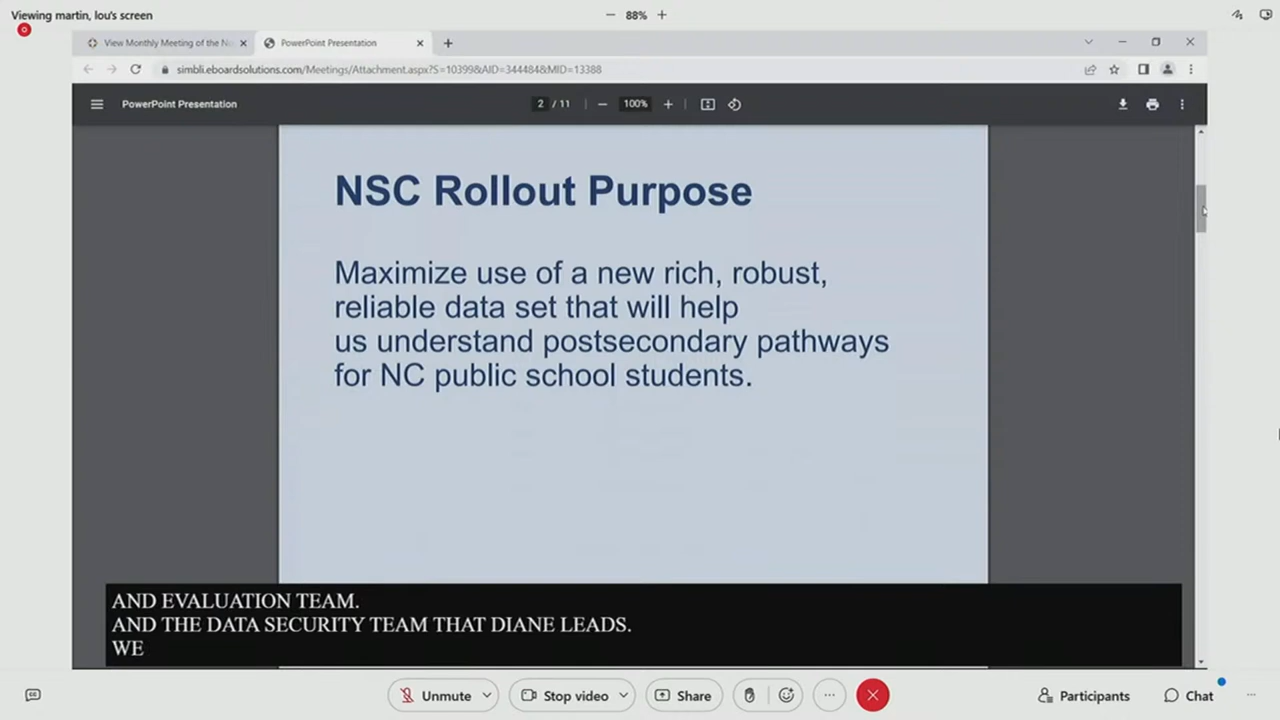 Viewing martin, lou's screen
88%
View Monthly Meeting of the No
PowerPoint Presentation
simbli.eboardsolutions.com/Meetings/Attachment.aspx?S=10399&AID=344484&MID=13388
PowerPoint Presentation
2 / 11
100%
NSC Rollout Purpose
Maximize use of a new rich, robust,
reliable data set that will help
us understand postsecondary pathways
for NC public school students.
AND EVALUATION TEAM.
AND THE DATA SECURITY TEAM THAT DIANE LEADS.
WE
Unmute
Stop video
Share
Participants
Chat